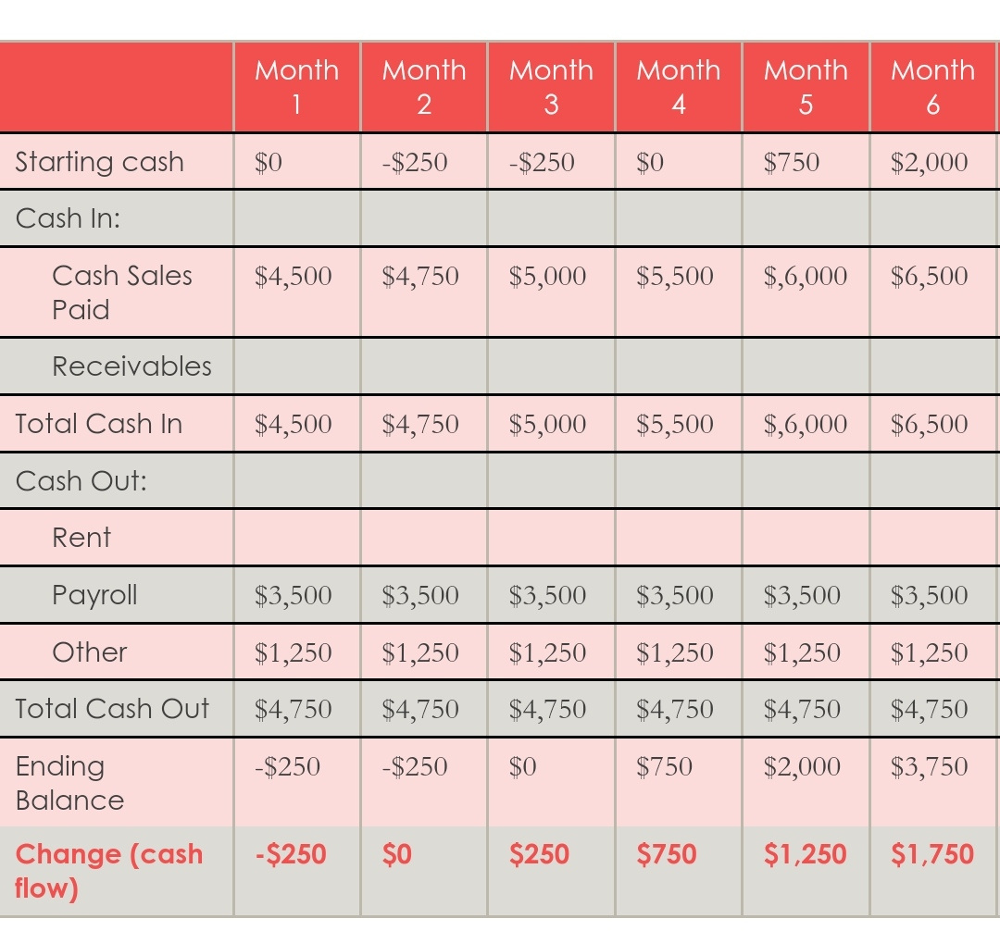 Month 1 Month 2 Month 3 Month 4 Month 5 Month 6
Starting cash $0 -$250 -$250 $0 $750 $2,000
Cash In:
Cash Sales Paid $4,500 $4,750 $5,000 $5,500 $,6,000 $6,500
Receivables
Total Cash In $4,500 $4,750 $5,000 $5,500 $,6,000 $6,500
Cash Out:
Rent
Payroll $3,500 $3,500 $3,500 $3,500 $3,500 $3,500
Other $1,250 $1,250 $1,250 $1,250 $1,250 $1,250
Total Cash Out $4,750 $4,750 $4,750 $4,750 $4,750 $4,750
Ending Balance -$250 -$250 $0 $750 $2,000 $3,750
Change (cash flow) -$250 $0 $250 $750 $1,250 $1,750